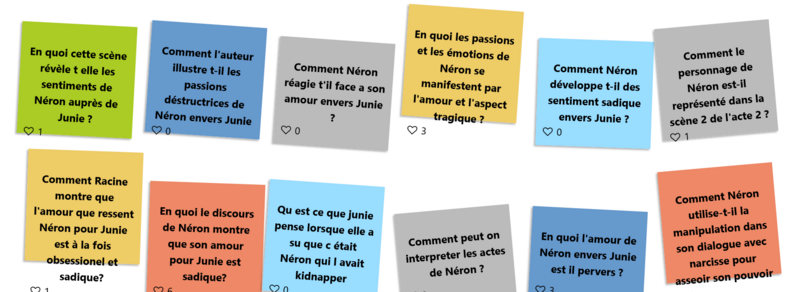 En quoi cette scène
révèle t elle les
sentiments de
Néron auprès de
Junie ?
1
Comment l'auteur
illustre t-il les
passions
déstructrices de
Néron envers Junie
0
Comment Néron
réagie t'il face a son
amour envers Junie
?
0
En quoi les passions
et les émotions de
Néron se
manifestent par
l'amour et l'aspect
tragique ?
3
Comment Néron
développe t-il des
sentiment sadique
envers Junie ?
0
Comment le
personnage de
Néron est-il
représenté dans la
scène 2 de l'acte 2 ?
1
Comment Racine
montre que
l'amour que ressent
Néron pour Junie
est à la fois
obsessionel et
sadique?
1
En quoi le discours
de Néron montre
que son amour
pour Junie est
sadique?
6
Qu est ce que junie
pense lorsque elle a
su que c était
Néron qui l avait
kidnapper
0
Comment peut on
interpreter les actes
de Néron ?
En quoi l'amour de
Néron envers Junie
est il pervers ?
3
Comment Néron
utilise-t-il la
manipulation dans
son dialogue avec
narcisse pour
asseoir son pouvoir